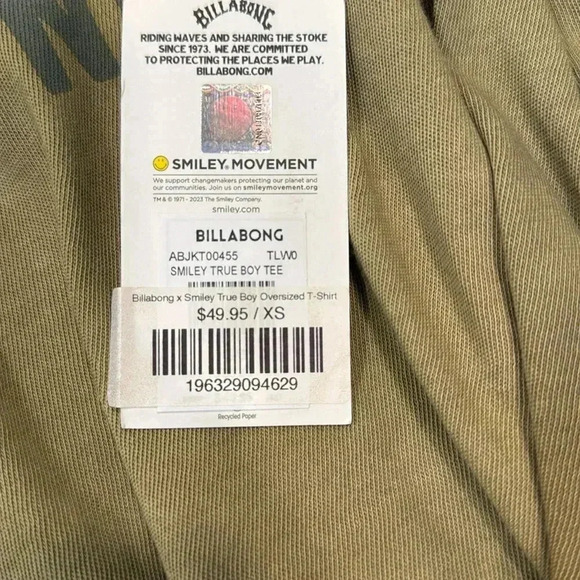 BILLABONG
RIDING WAVES AND SHARING THE STOKE
SINCE 1973. WE ARE COMMITTED
TO PROTECTING THE PLACES WE PLAY.
BILLABONG.COM
SMILEY® MOVEMENT
We support changemakers protecting our planet and
our communities. Join us on smileymovement.org
TM & © 1971 - 2023 The Smiley Company.
smiley.com
BILLABONG
ABJKT00455 TLW0
SMILEY TRUE BOY TEE
Billabong x Smiley True Boy Oversized T-Shirt
$49.95 / XS
196329094629
Recycled Paper